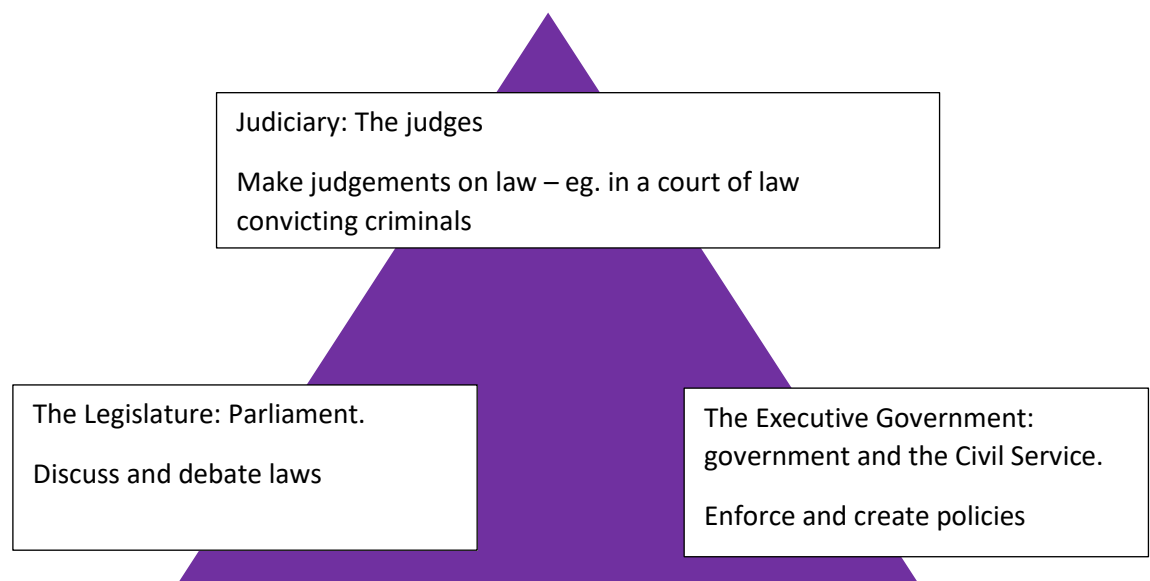 Judiciary: The judges
Make judgements on law – eg. in a court of law
convicting criminals
The Legislature: Parliament.
Discuss and debate laws
The Executive Government:
government and the Civil Service.
Enforce and create policies